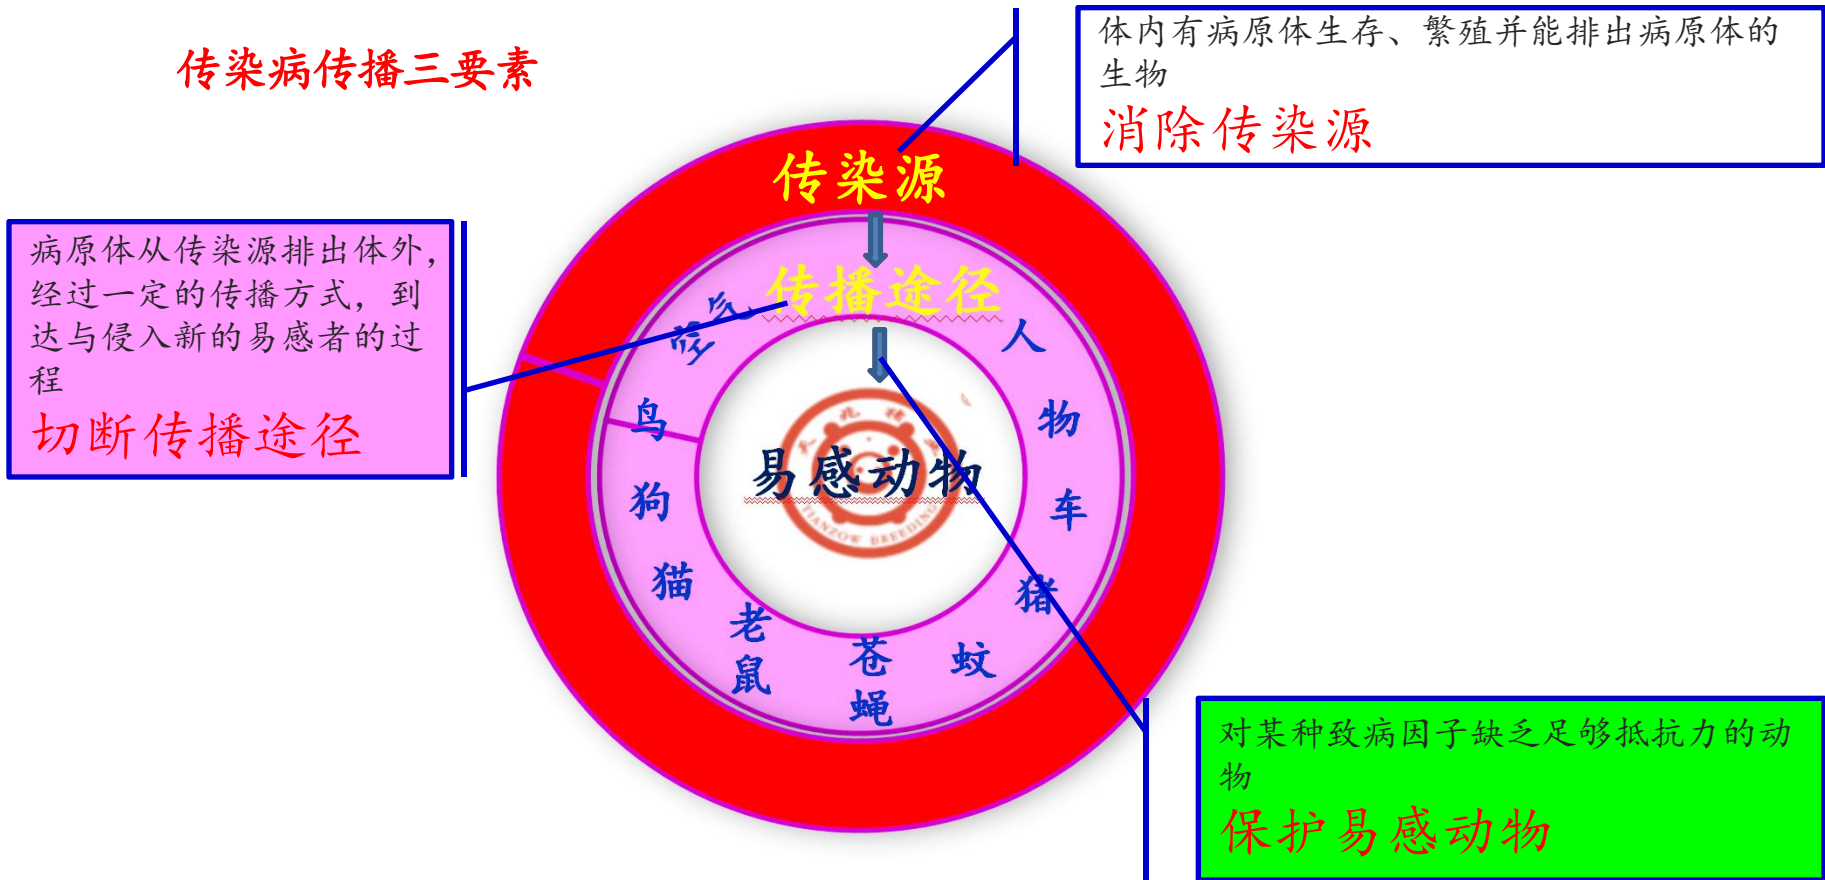 传染病传播三要素
体内有病原体生存、繁殖并能排出病原体的
生物
消除传染源
传染源
病原体从传染源排出体外，
经过一定的传播方式，到
达与侵入新的易感者的过
程
切断传播途径
传播途径
空气
人
鸟
物
狗
车
猫
猪
老
鼠
苍
蝇
蚊
易感动物
天兆猪业
TIANZOW BREEDING
对某种致病因子缺乏足够抵抗力的动
物
保护易感动物